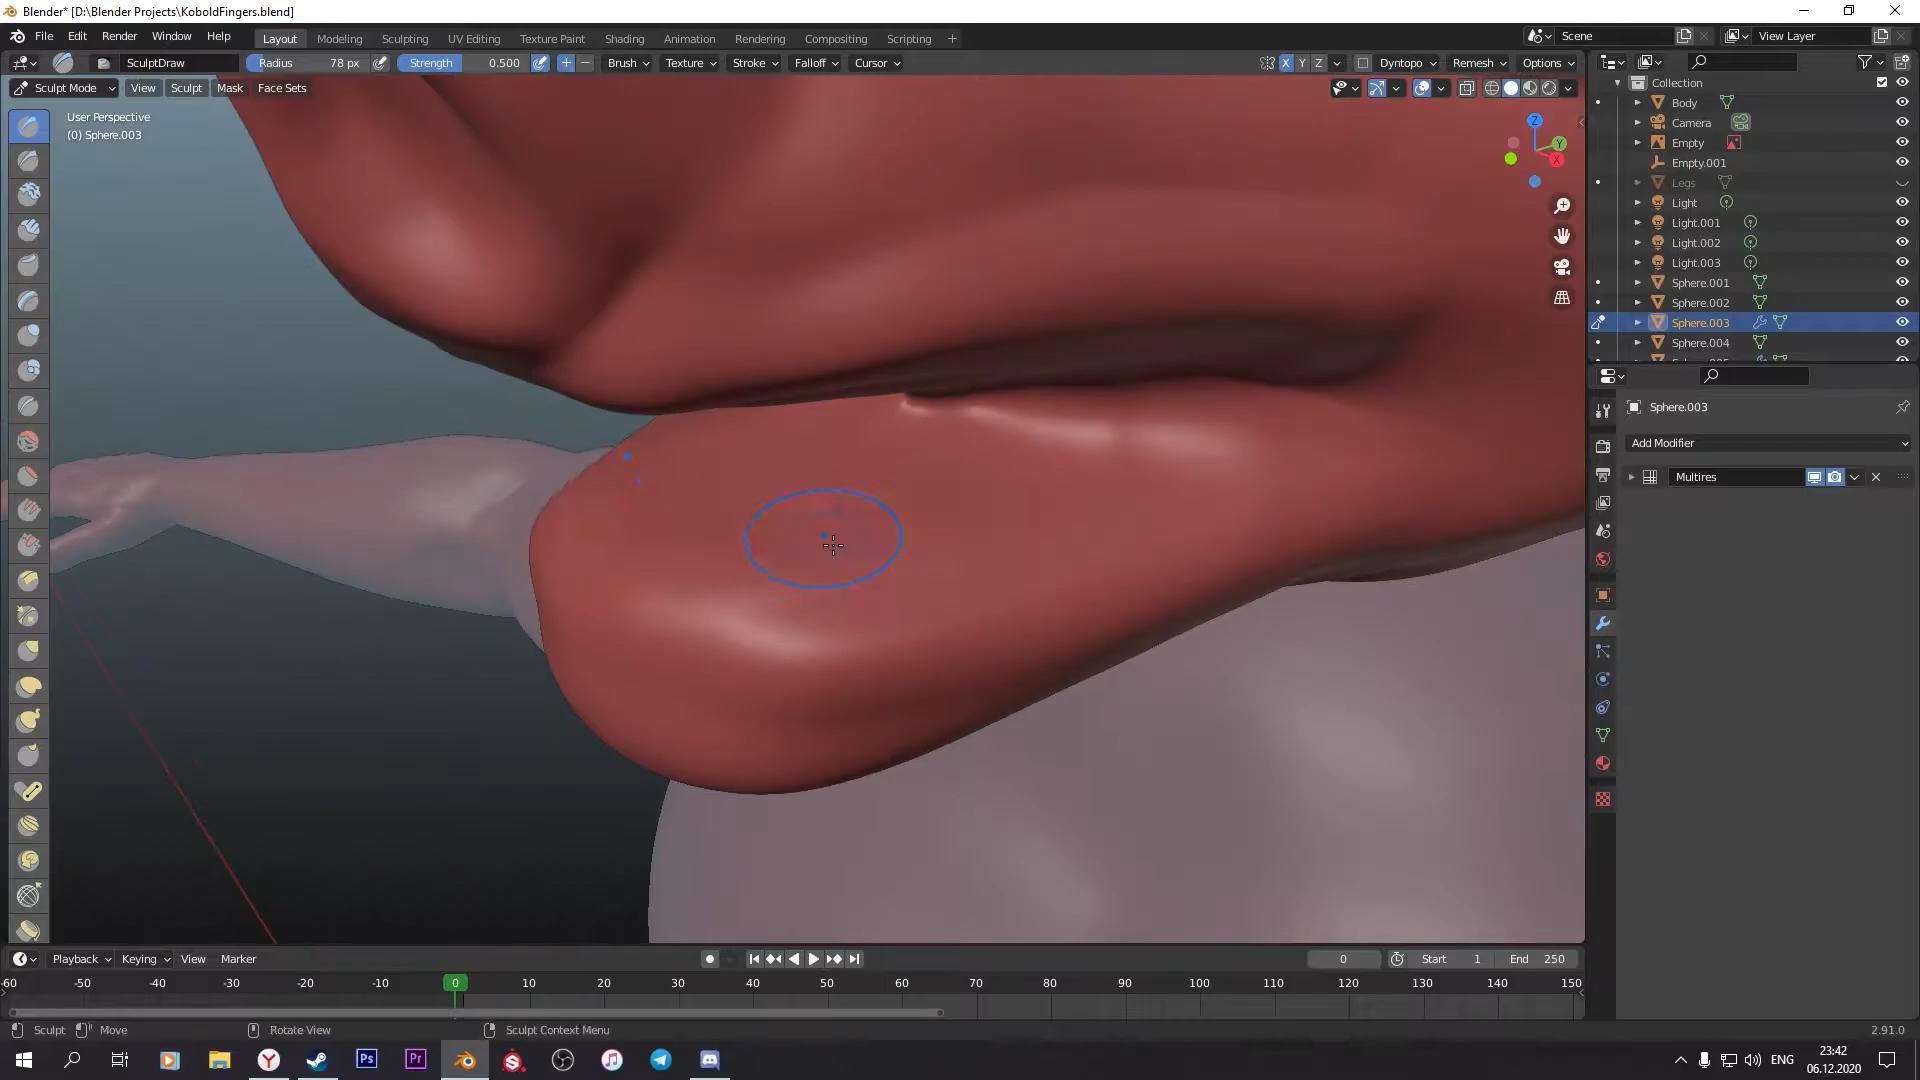 Blender* [D:\Blender Projects\KoboldFingers.blend]
File Edit Render Window Help Layout Modeling Sculpting UV Editing Texture Paint Shading Animation Rendering Compositing Scripting + Scene View Layer
SculptDraw Radius 78 px Strength 0.500 + − Brush Texture Stroke Falloff Cursor X Y Z Dyntopo Remesh Options
Sculpt Mode View Sculpt Mask Face Sets
User Perspective
(0) Sphere.003
Z
Y
X
Collection
Body
Camera
Empty
Empty.001
Legs
Light
Light.001
Light.002
Light.003
Sphere.001
Sphere.002
Sphere.003
Sphere.004
Sphere.003
Add Modifier
Multires
Playback Keying View Marker 0 Start 1 End 250
-60 -50 -40 -30 -20 -10 0 10 20 30 40 50 60 70 80 90 100 110 120 130 140 150
Sculpt Move Rotate View Sculpt Context Menu 2.91.0
Y Ps Pr S ENG 23:42
06.12.2020